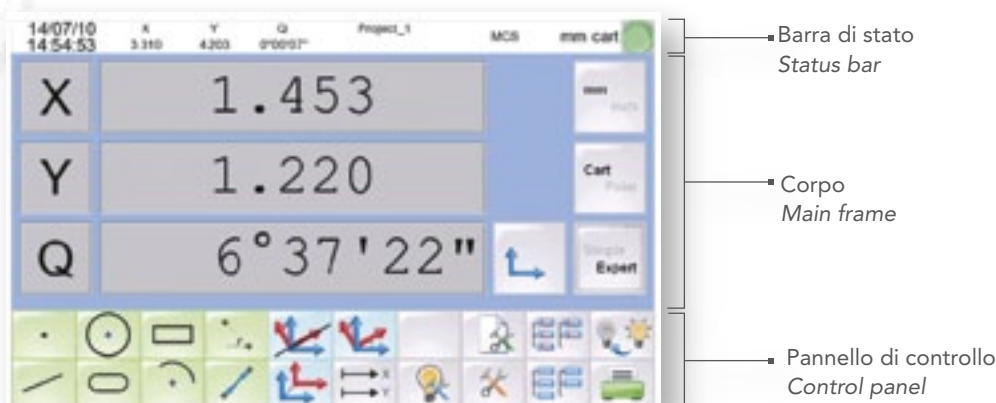 14/07/10 X Y Q Project_1 MCS mm cart
14:54:53 3.310 4.203 0°00'07"
Barra di stato
Status bar
X 1.453 mm
Y 1.220 Cart Polar
Q 6°37'22" Simple Expert
Corpo
Main frame
Pannello di controllo
Control panel